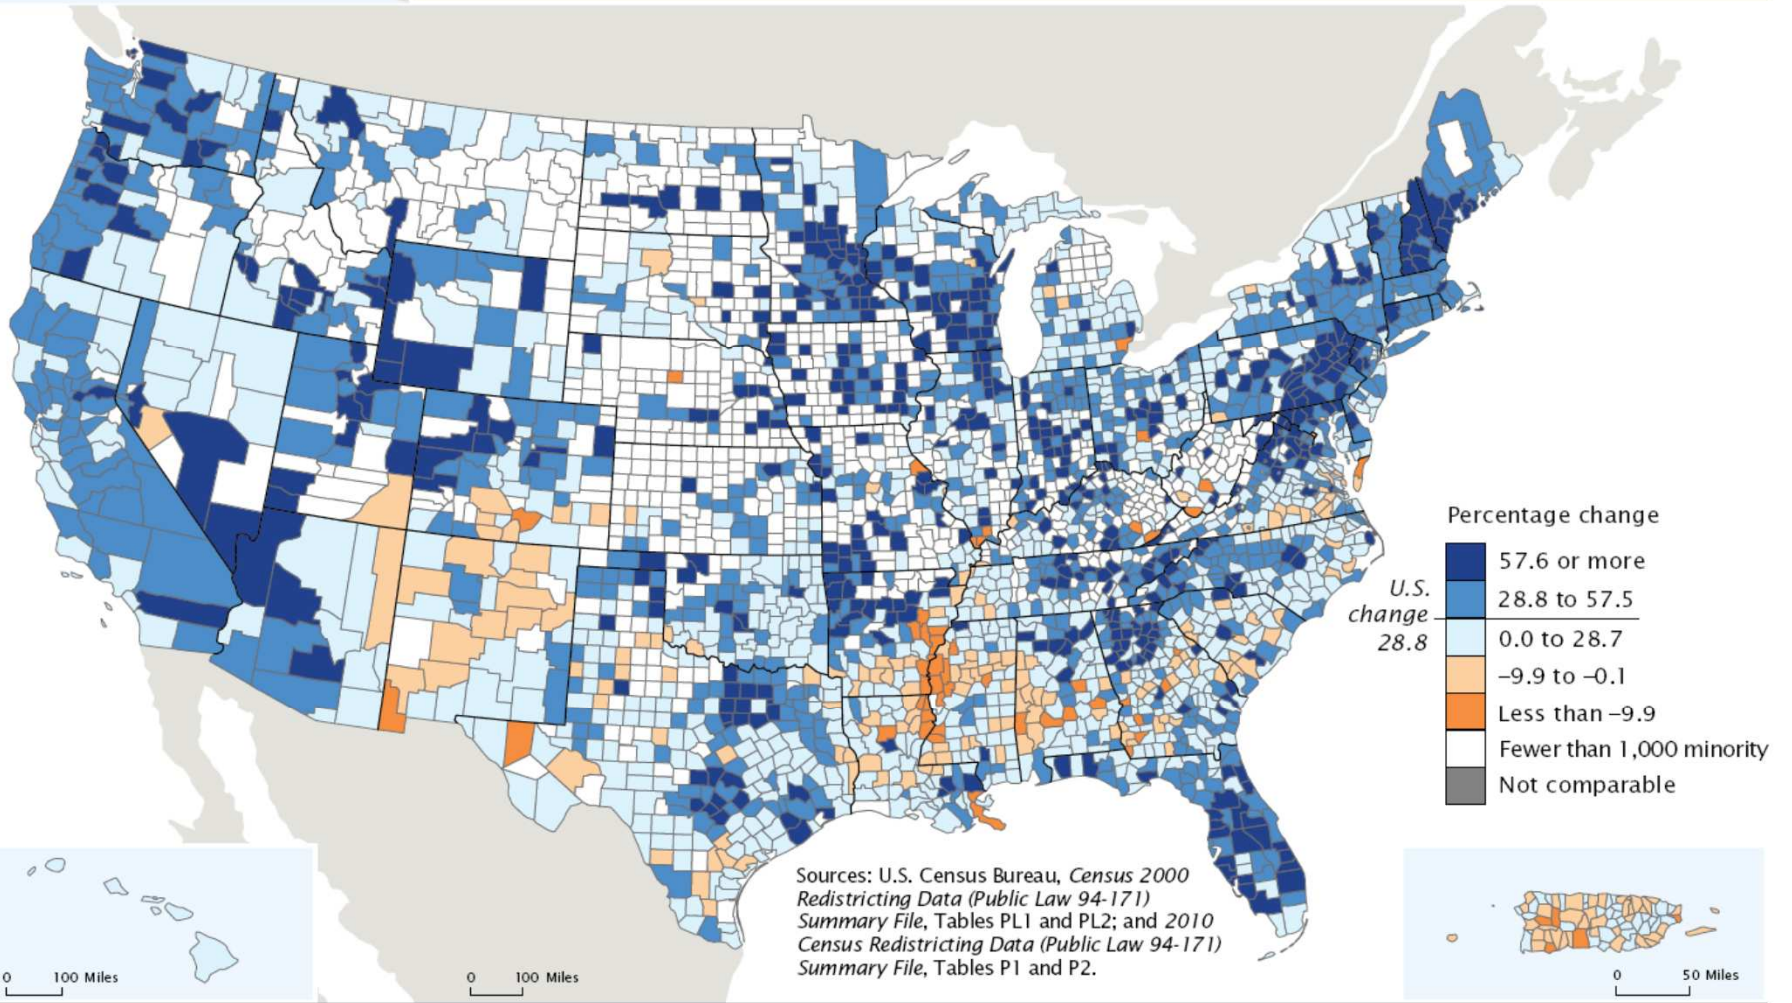 Percentage change
57.6 or more
28.8 to 57.5
U.S.
change
28.8
0.0 to 28.7
–9.9 to –0.1
Less than –9.9
Fewer than 1,000 minority
Not comparable
Sources: U.S. Census Bureau, Census 2000
Redistricting Data (Public Law 94-171)
Summary File, Tables PL1 and PL2; and 2010
Census Redistricting Data (Public Law 94-171)
Summary File, Tables P1 and P2.
0 100 Miles
0 100 Miles
0 50 Miles